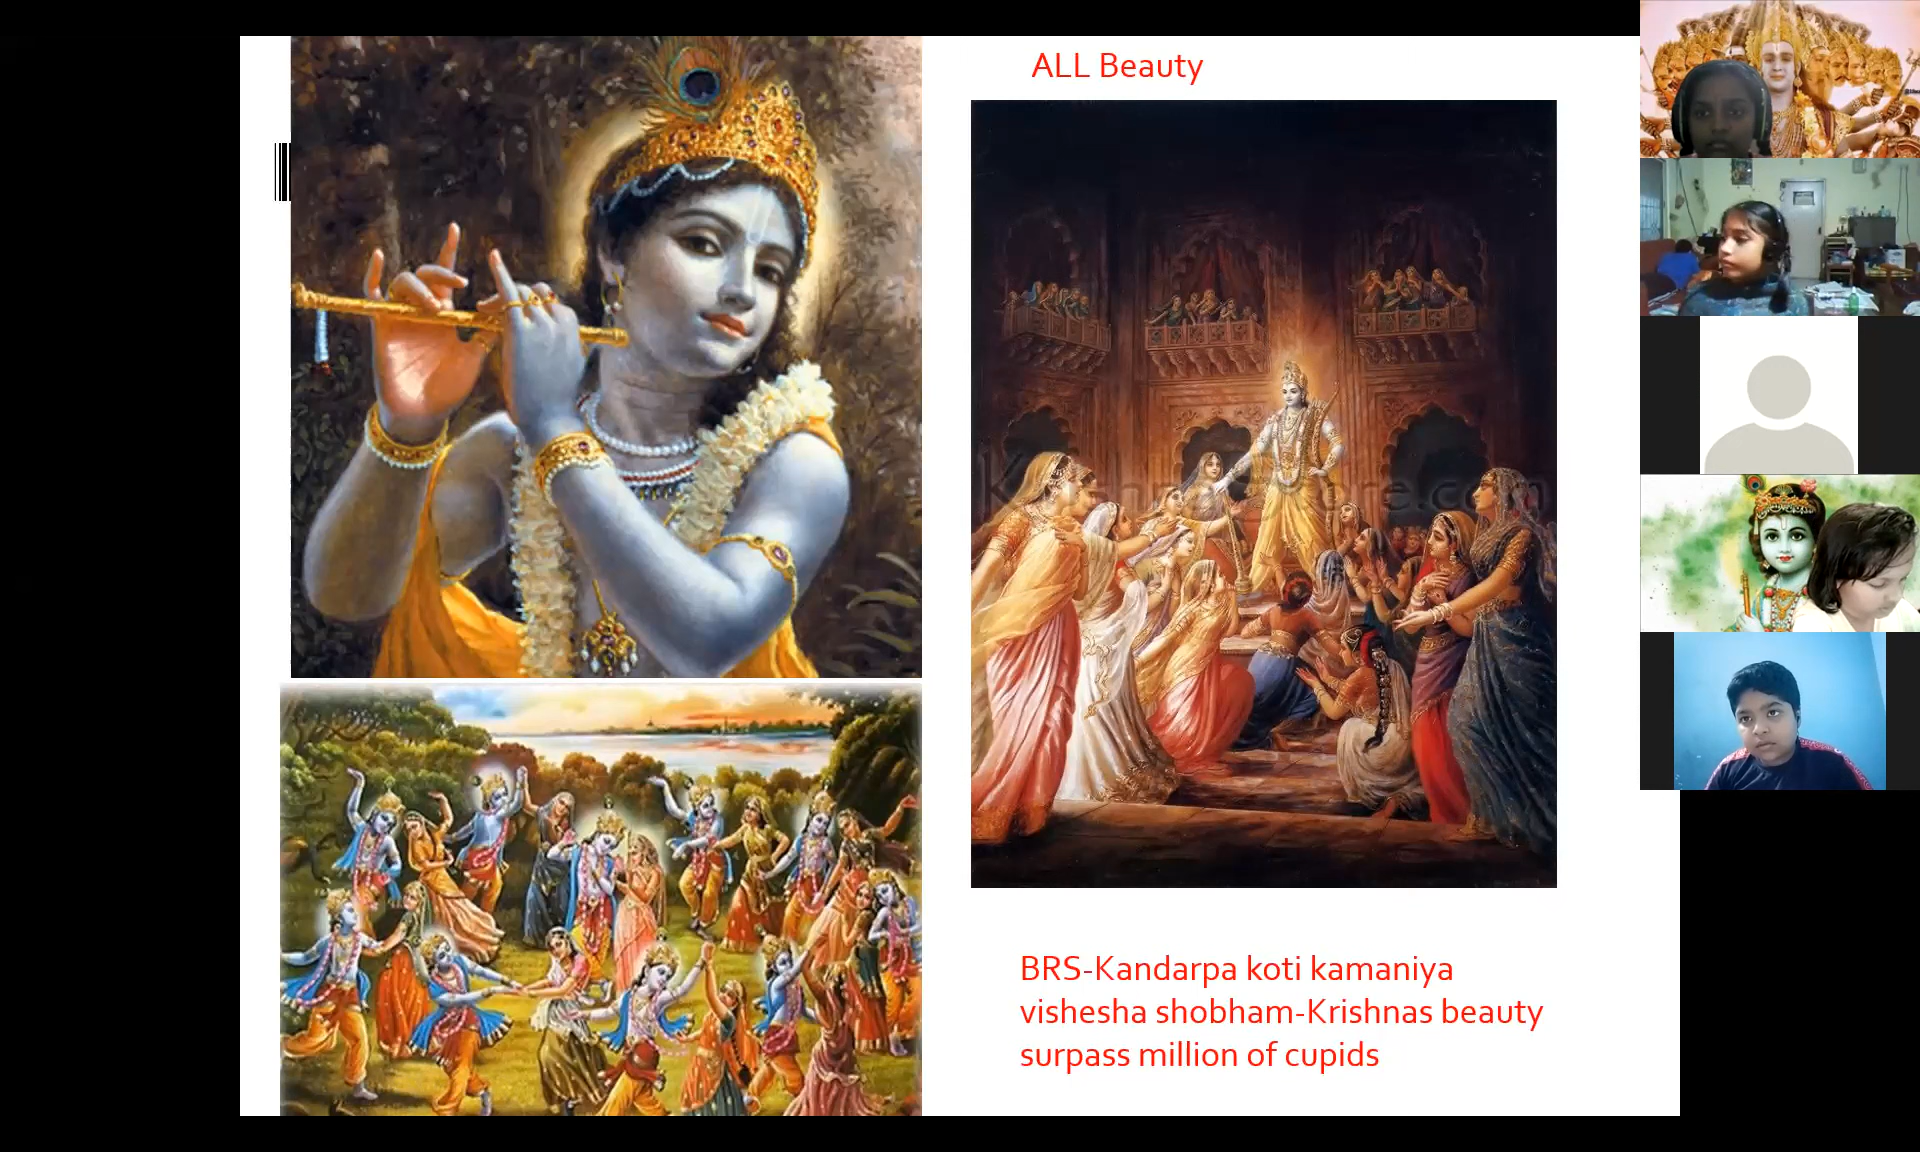 ALL Beauty
BRS-Kandarpa koti kamaniya
vishesha shobham-Krishnas beauty
surpass million of cupids